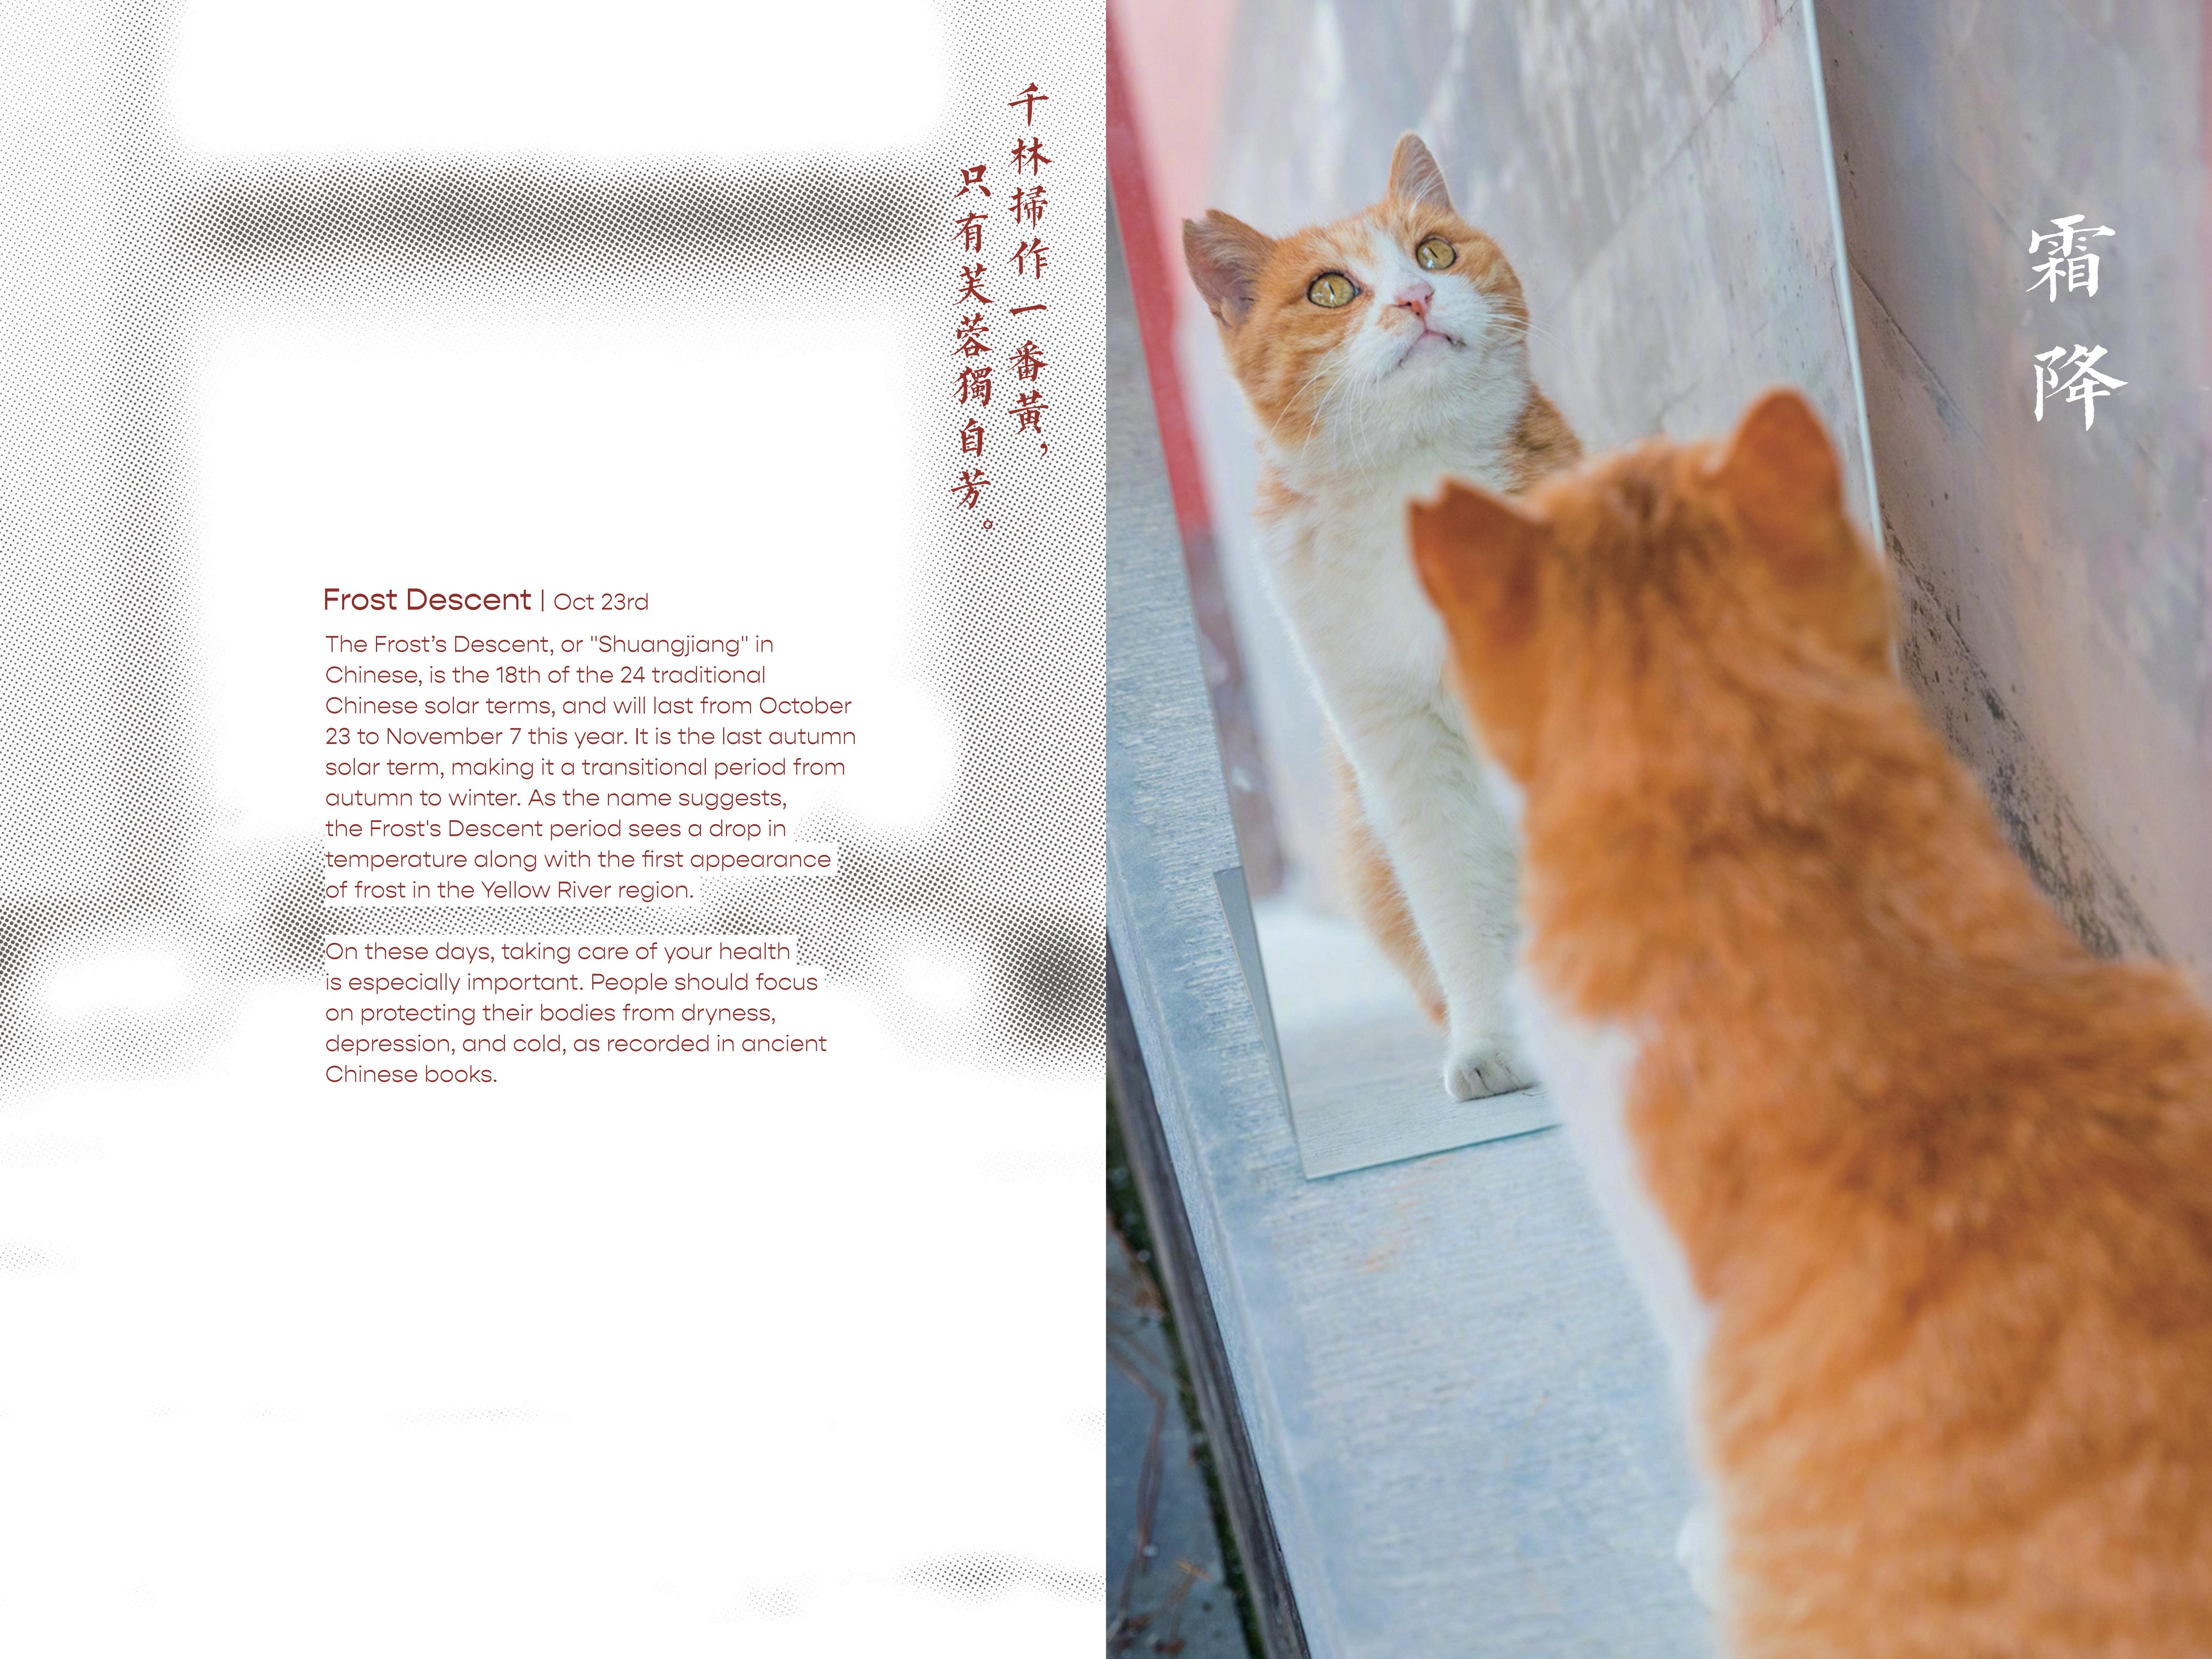 千林掃作一番黃，
只有芙蓉獨自芳。
Frost Descent | Oct 23rd
The Frost’s Descent, or "Shuangjiang" in
Chinese, is the 18th of the 24 traditional
Chinese solar terms, and will last from October
23 to November 7 this year. It is the last autumn
solar term, making it a transitional period from
autumn to winter. As the name suggests,
the Frost's Descent period sees a drop in
temperature along with the first appearance
of frost in the Yellow River region.
On these days, taking care of your health
is especially important. People should focus
on protecting their bodies from dryness,
depression, and cold, as recorded in ancient
Chinese books.
霜降